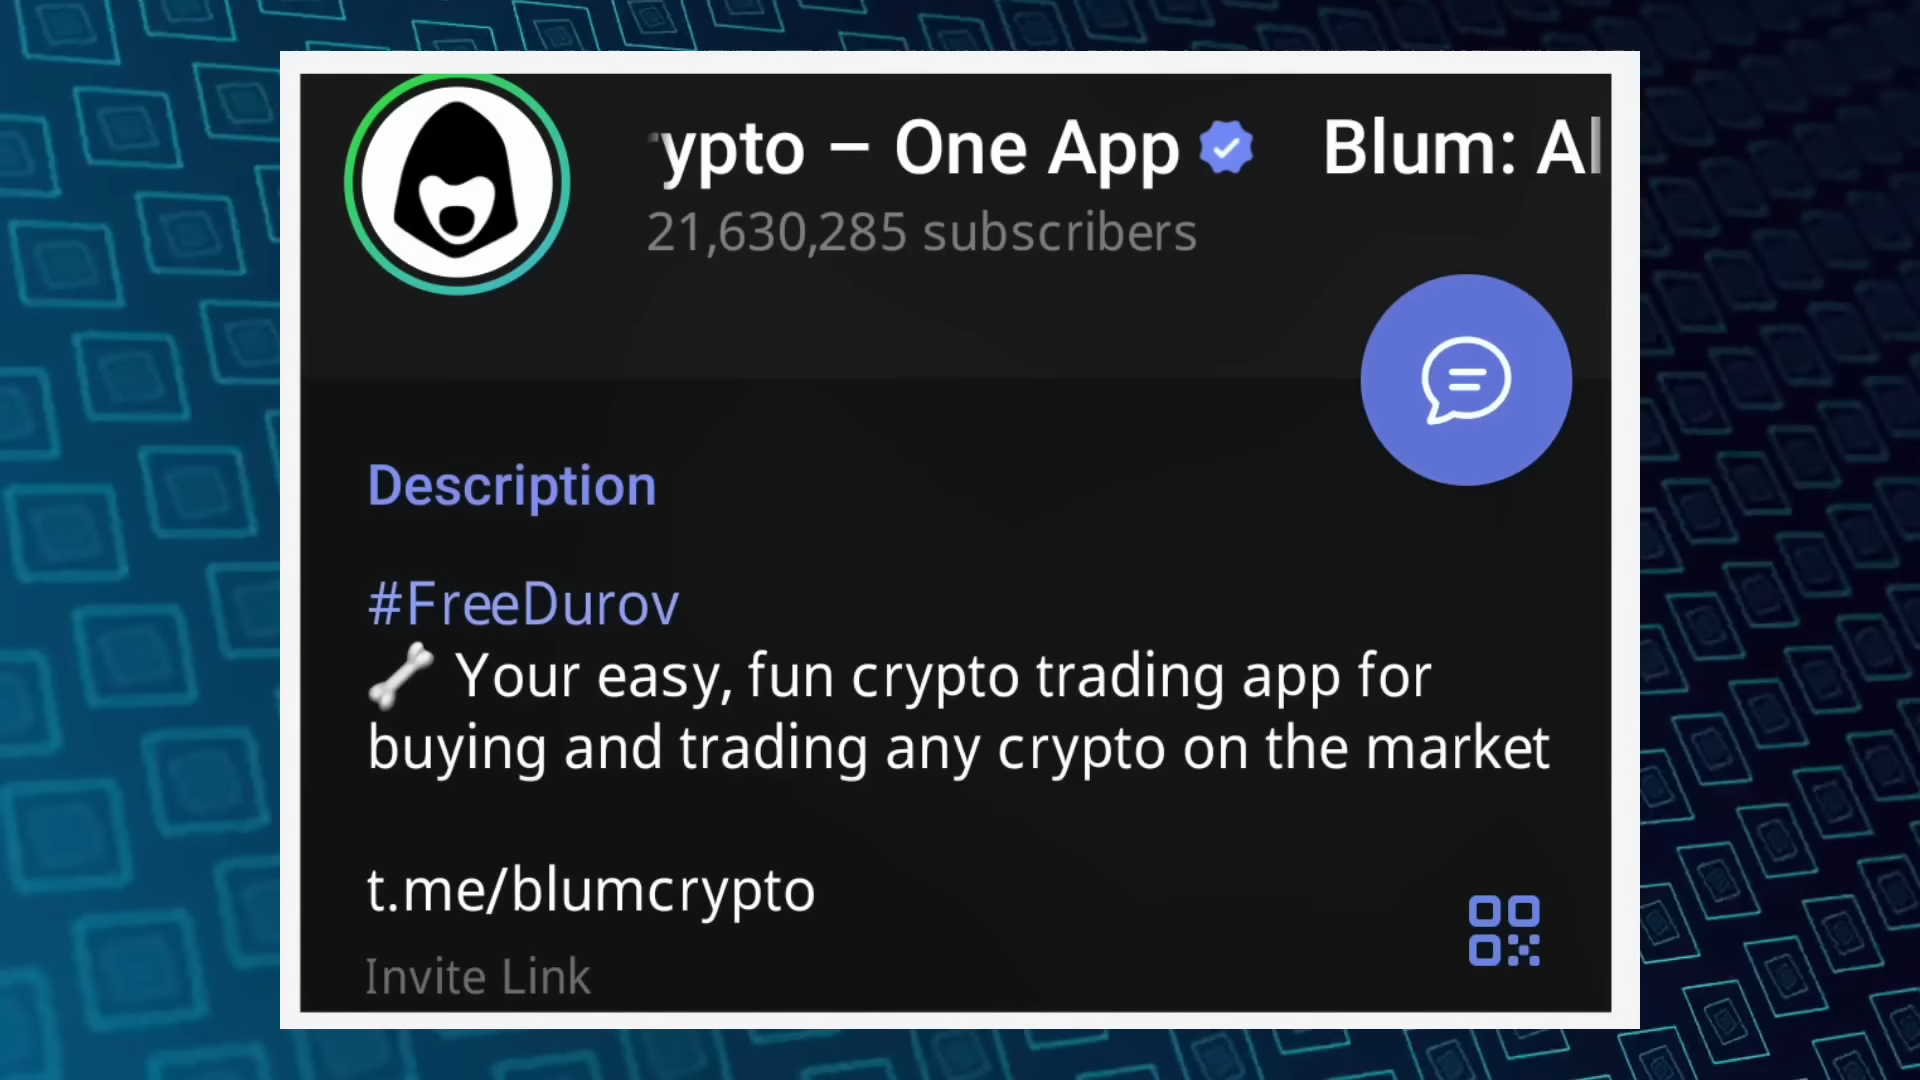 ypto – One App Blum: Al
21,630,285 subscribers
Description
#FreeDurov
Your easy, fun crypto trading app for
buying and trading any crypto on the market
t.me/blumcrypto
Invite Link